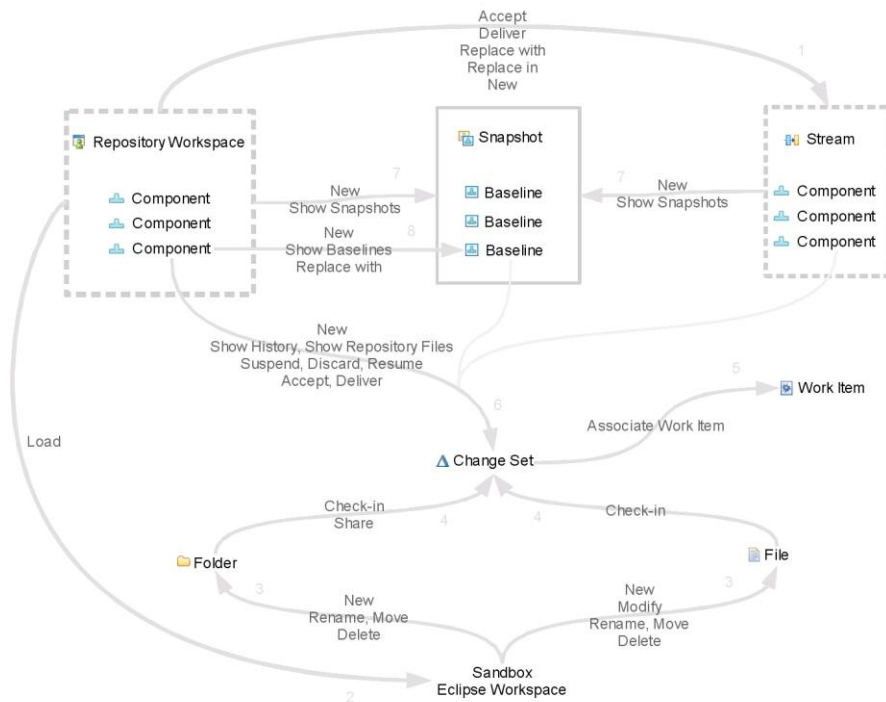 Accept
Deliver
Replace with
Replace in
New
1
Repository Workspace
Component
Component
Component
7
New
Show Snapshots
8
New
Show Baselines
Replace with
Snapshot
Baseline
Baseline
Baseline
7
New
Show Snapshots
Stream
Component
Component
Component
New
Show History, Show Repository Files
Suspend, Discard, Resume
Accept, Deliver
6
5
Work Item
Associate Work Item
Load
Change Set
Check-in
Share
4
4
Check-in
Folder
File
3
New
Rename, Move
Delete
3
New
Modify
Rename, Move
Delete
Sandbox
Eclipse Workspace
2